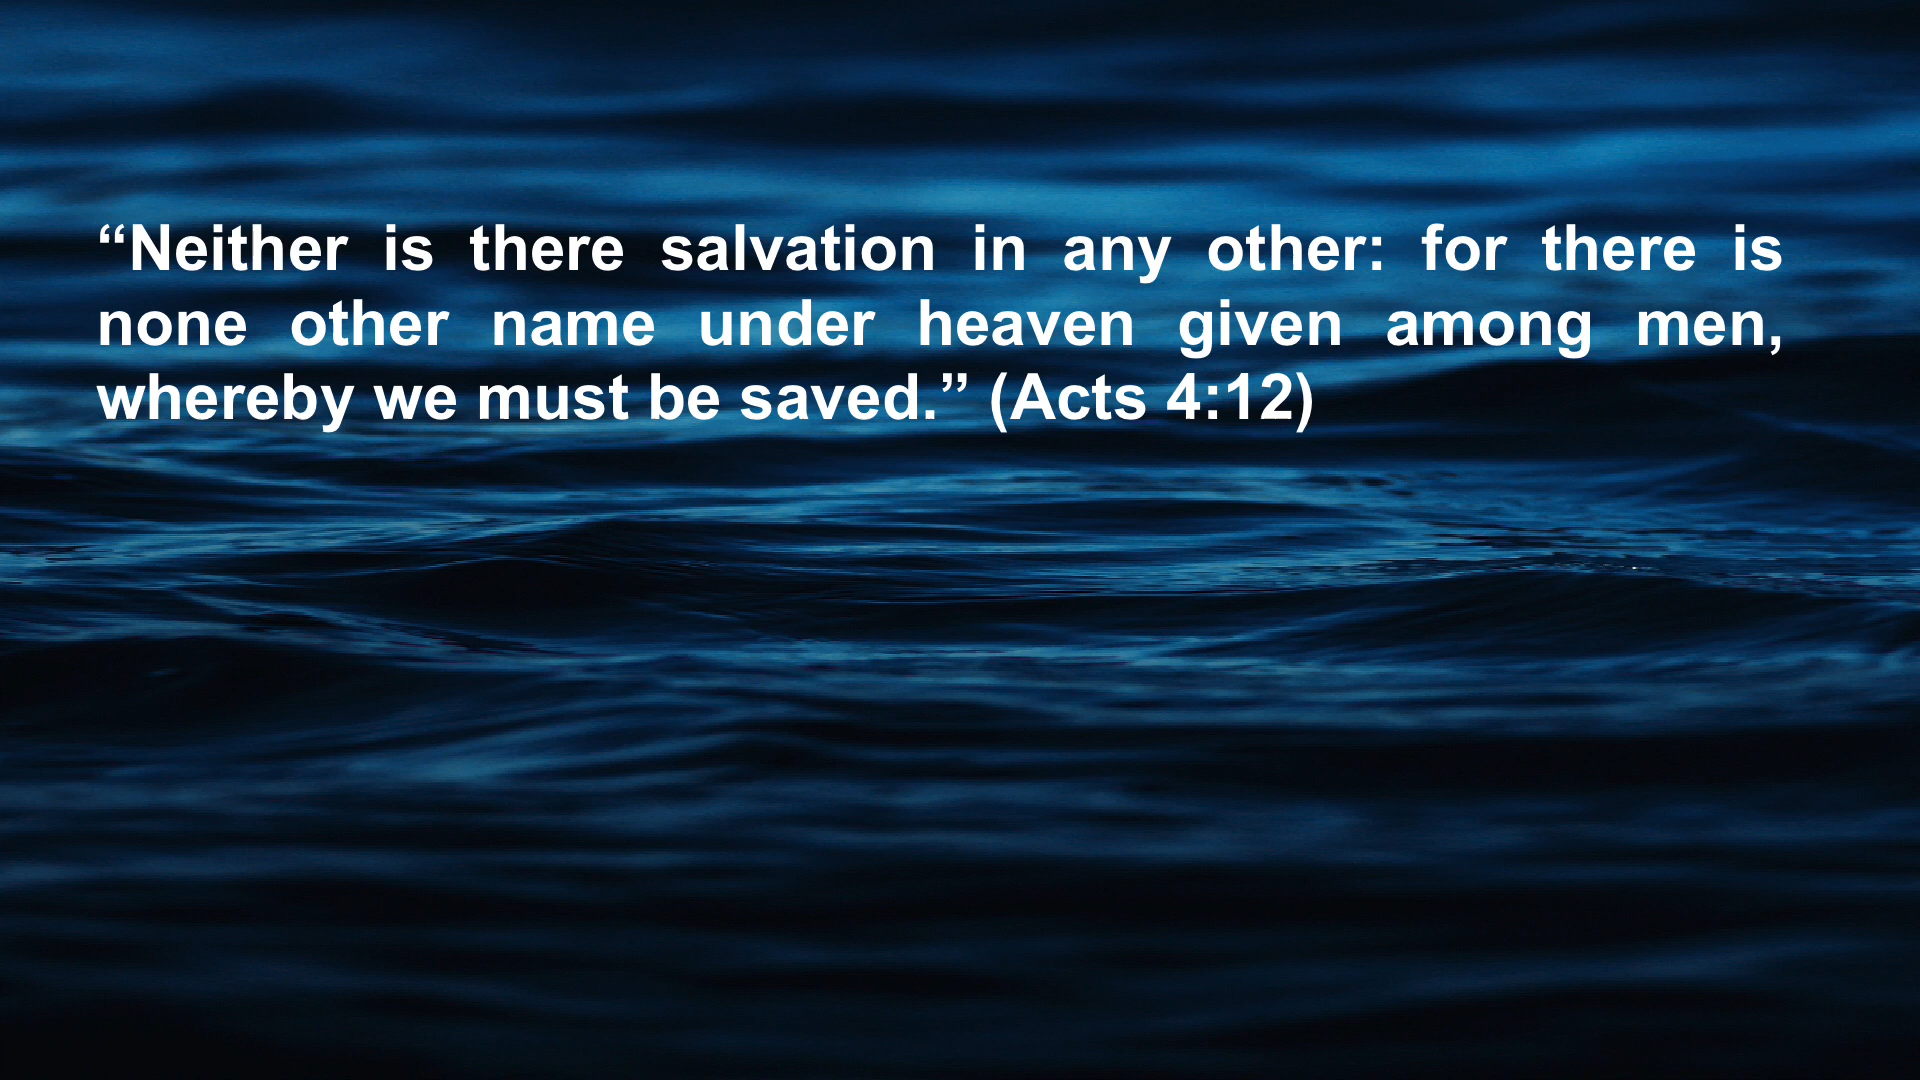 “Neither is there salvation in any other: for there is
none other name under heaven given among men,
whereby we must be saved.” (Acts 4:12)